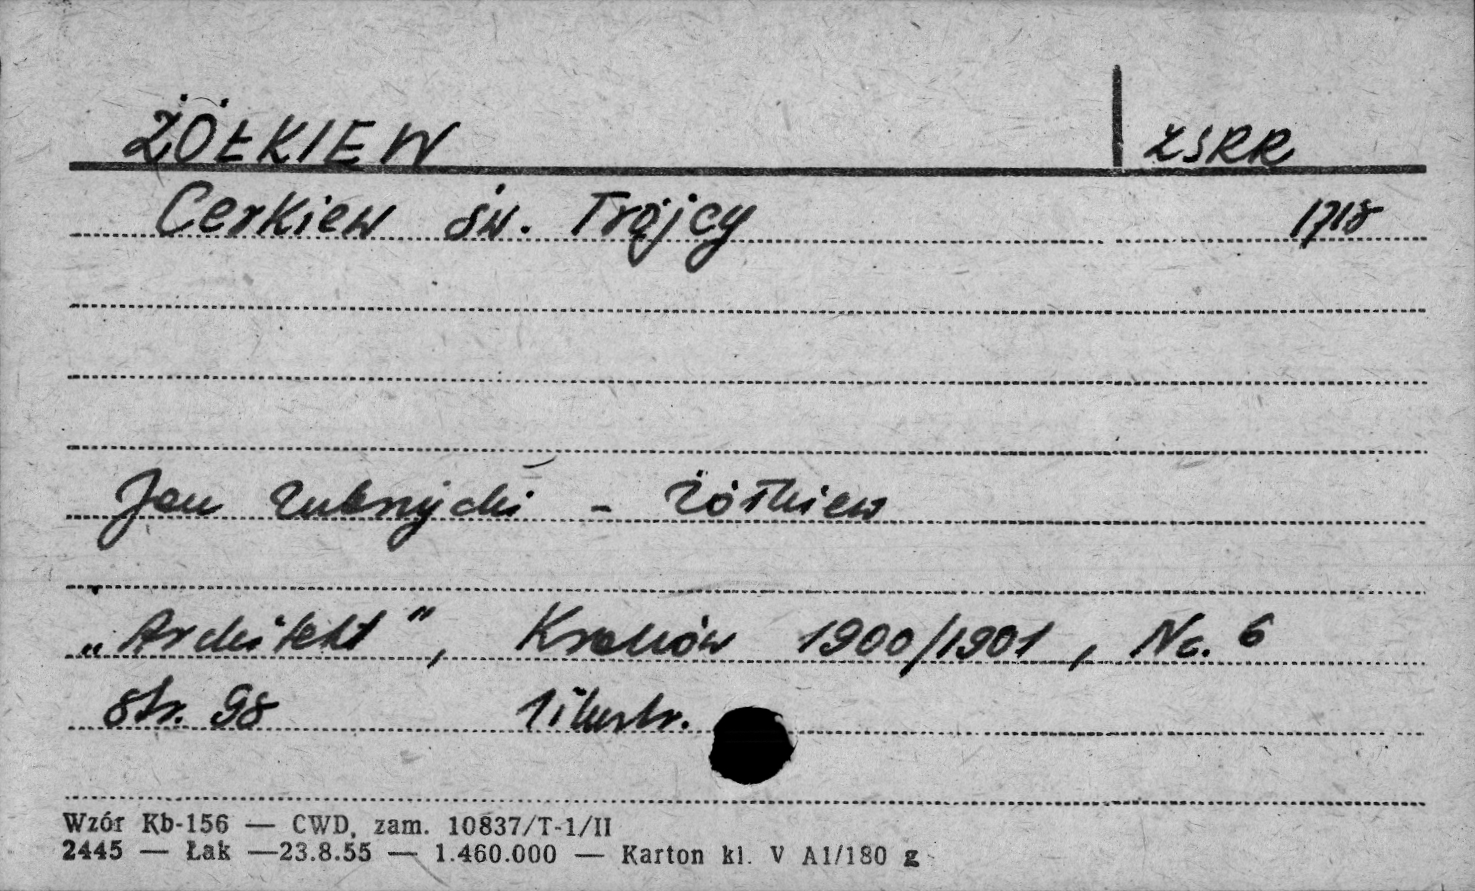 ŻÓŁKIEW ZSRR
Cerkiew św. Trójcy 1718
Jan Zubrzycki - Żółkiew
„Architekt", Kraków 1900/1901, Nr. 6
str. 98 1 ilustr.
Wzór Kb-156 — CWD, zam. 10837/T-1/II
2445 — Łak —23.8.55 — 1.460.000 — Karton kl. V A1/180 g